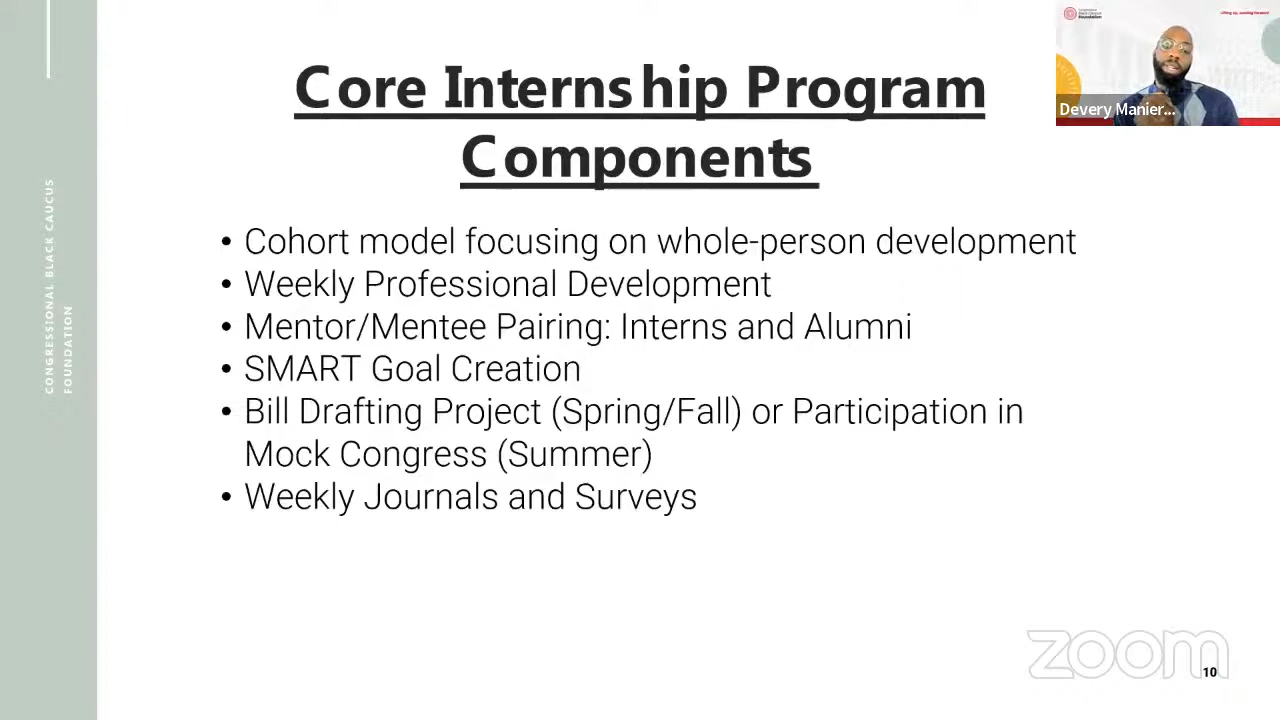 Core Internship Program
Components
• Cohort model focusing on whole-person development
• Weekly Professional Development
• Mentor/Mentee Pairing: Interns and Alumni
• SMART Goal Creation
• Bill Drafting Project (Spring/Fall) or Participation in
Mock Congress (Summer)
• Weekly Journals and Surveys
CONGRESSIONAL BLACK CAUCUS
FOUNDATION
Devery Manier...
zoom
10